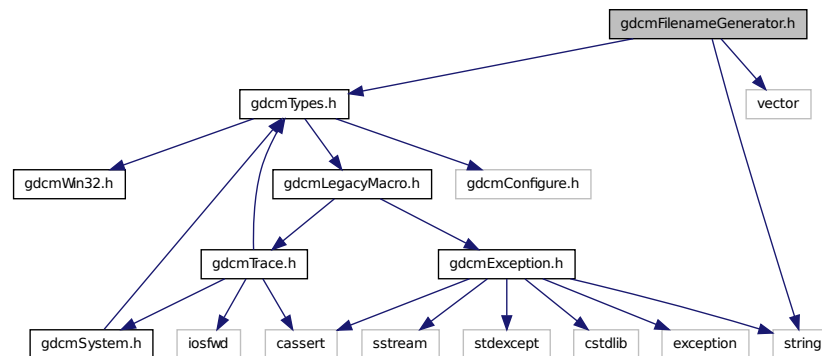 gdcmFilenameGenerator.h
gdcmTypes.h
vector
gdcmWin32.h
gdcmLegacyMacro.h
gdcmConfigure.h
gdcmTrace.h
gdcmException.h
gdcmSystem.h
iosfwd
cassert
sstream
stdexcept
cstdlib
exception
string